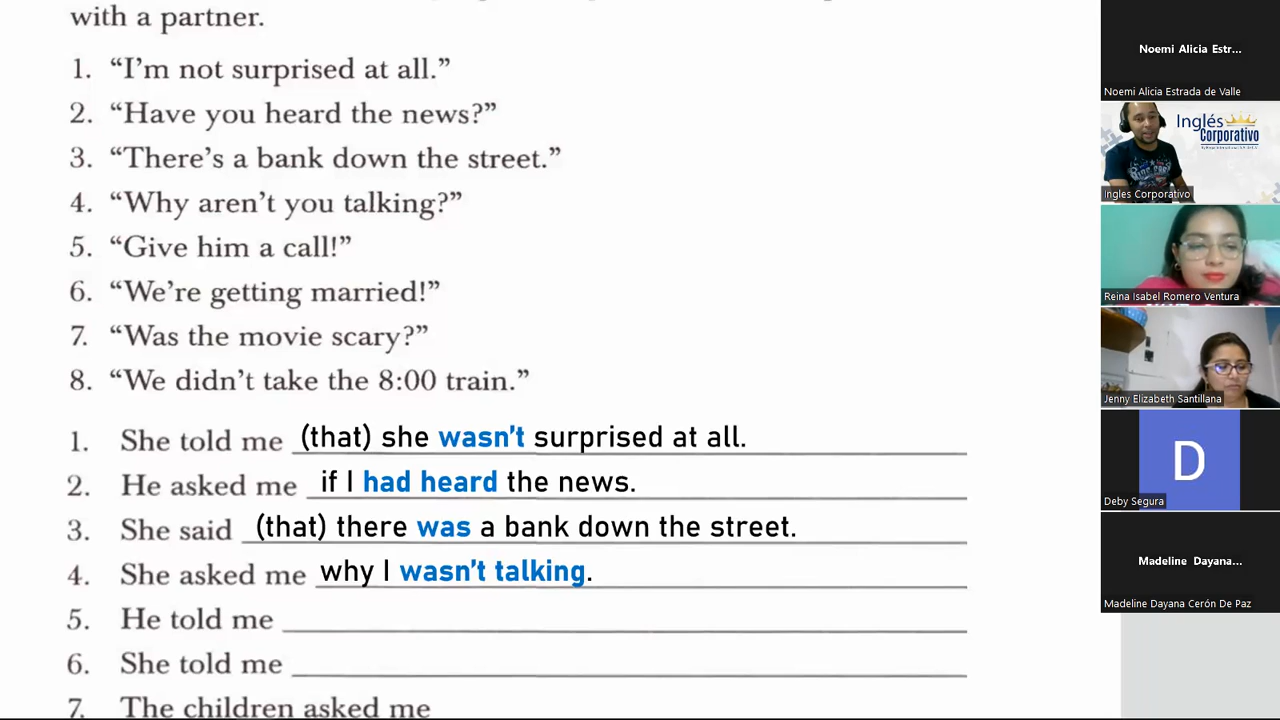 with a partner.
1. “I’m not surprised at all.”
2. “Have you heard the news?”
3. “There’s a bank down the street.”
4. “Why aren’t you talking?”
5. “Give him a call!”
6. “We’re getting married!”
7. “Was the movie scary?”
8. “We didn’t take the 8:00 train.”
1. She told me (that) she wasn’t surprised at all.
2. He asked me if I had heard the news.
3. She said (that) there was a bank down the street.
4. She asked me why I wasn’t talking.
5. He told me
6. She told me
7. The children asked me
Noemi Alicia Estr...
Noemi Alicia Estrada de Valle
Inglés
Corporativo
Ingles Corporativo
Reina Isabel Romero Ventura
Jenny Elizabeth Santillana
D
Deby Segura
Madeline Dayana...
Madeline Dayana Cerón De Paz